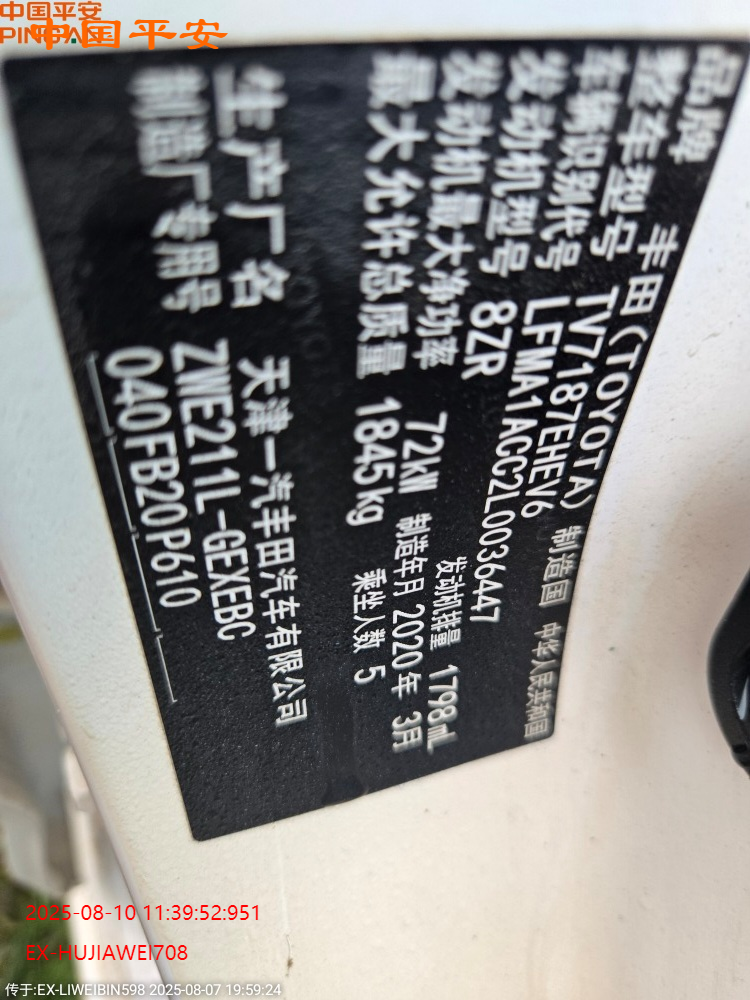 中国平安
PINGAN
中国平安
品牌 丰田(TOYOTA) 制造国 中华人民共和国
整车型号 TV7187EHEV6
车辆识别代号 LFMA1AGC2L0036447
发动机型号 8ZR 发动机排量 1798mL
发动机最大净功率 72kW 制造年月 2020年 3月
最大允许总质量 1845kg 乘坐人数 5
生产厂名 天津一汽丰田汽车有限公司
制造厂专用号 ZWE211L-GEXEBC
040FB20P610
2025-08-10 11:39:52:951
EX-HUJIAWEI708
传于:EX-LIWEIBIN598 2025-08-07 19:59:24